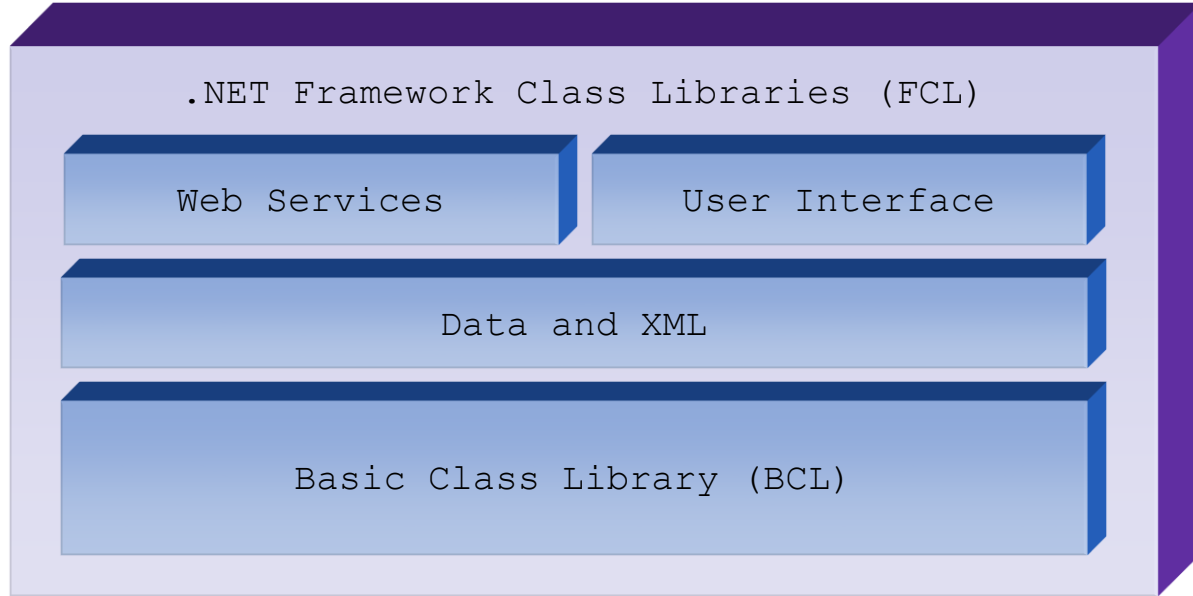 .NET Framework Class Libraries (FCL)
Web Services
User Interface
Data and XML
Basic Class Library (BCL)